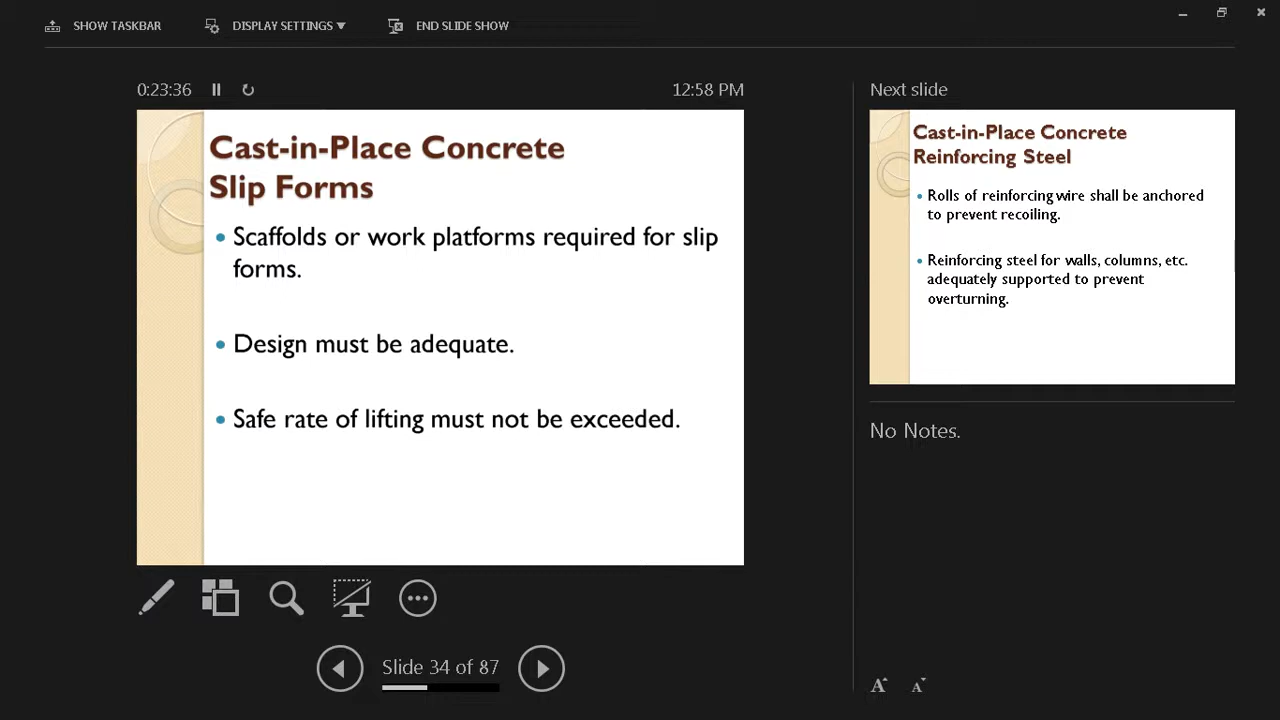 SHOW TASKBAR
DISPLAY SETTINGS
END SLIDE SHOW
0:23:36
12:58 PM
Cast-in-Place Concrete
Slip Forms
• Scaffolds or work platforms required for slip
forms.
• Design must be adequate.
• Safe rate of lifting must not be exceeded.
Slide 34 of 87
Next slide
Cast-in-Place Concrete
Reinforcing Steel
• Rolls of reinforcing wire shall be anchored
to prevent recoiling.
• Reinforcing steel for walls, columns, etc.
adequately supported to prevent
overturning.
No Notes.
A A